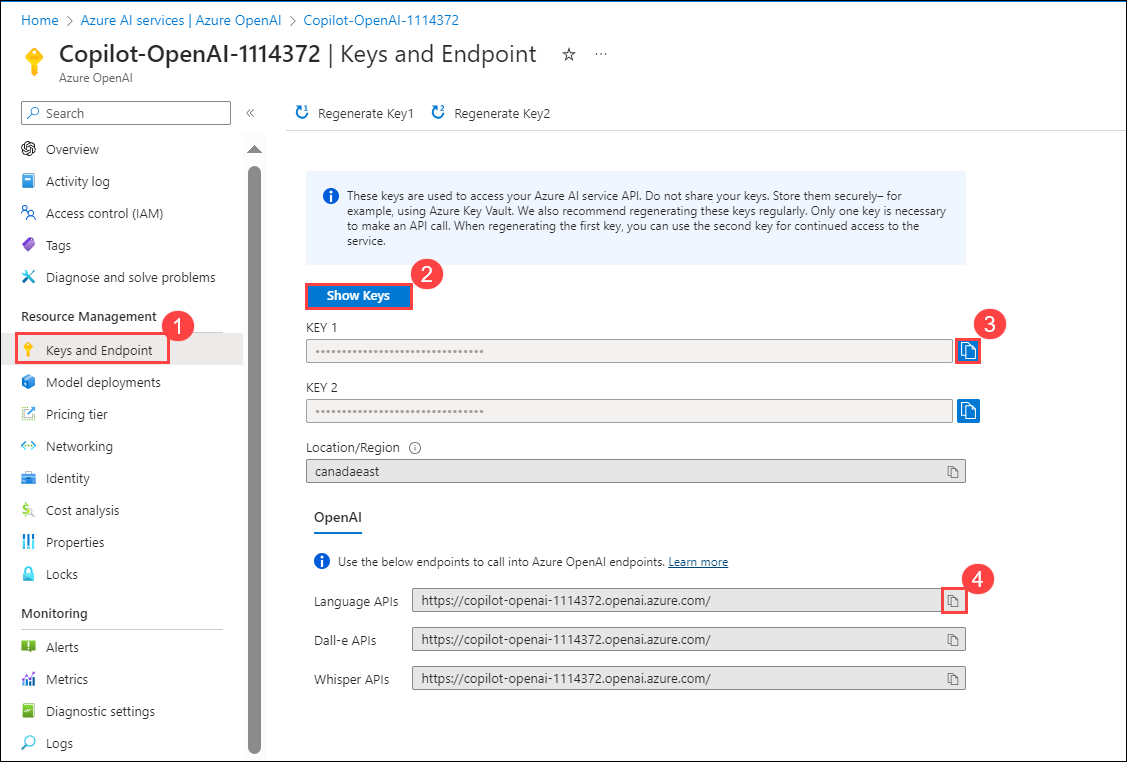 Home > Azure AI services | Azure OpenAI > Copilot-OpenAI-1114372
Copilot-OpenAI-1114372 | Keys and Endpoint
Azure OpenAI
Search
«
Overview
Activity log
Access control (IAM)
Tags
Diagnose and solve problems
Resource Management
1
Keys and Endpoint
Model deployments
Pricing tier
Networking
Identity
Cost analysis
Properties
Locks
Monitoring
Alerts
Metrics
Diagnostic settings
Logs
1 Regenerate Key1 2 Regenerate Key2
These keys are used to access your Azure AI service API. Do not share your keys. Store them securely– for
example, using Azure Key Vault. We also recommend regenerating these keys regularly. Only one key is necessary
to make an API call. When regenerating the first key, you can use the second key for continued access to the
service.
2
Show Keys
KEY 1
3
KEY 2
Location/Region
canadaeast
OpenAI
Use the below endpoints to call into Azure OpenAI endpoints. Learn more
4
Language APIs https://copilot-openai-1114372.openai.azure.com/
Dall-e APIs https://copilot-openai-1114372.openai.azure.com/
Whisper APIs https://copilot-openai-1114372.openai.azure.com/